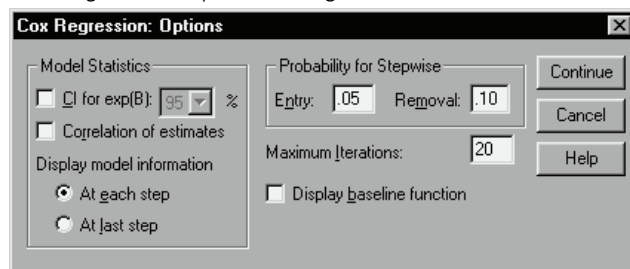 Cox Regression: Options
Model Statistics
CI for exp(B): 95 %
Correlation of estimates
Display model information
At each step
At last step
Probability for Stepwise
Entry: .05 Removal: .10
Maximum Iterations: 20
Display baseline function
Continue
Cancel
Help